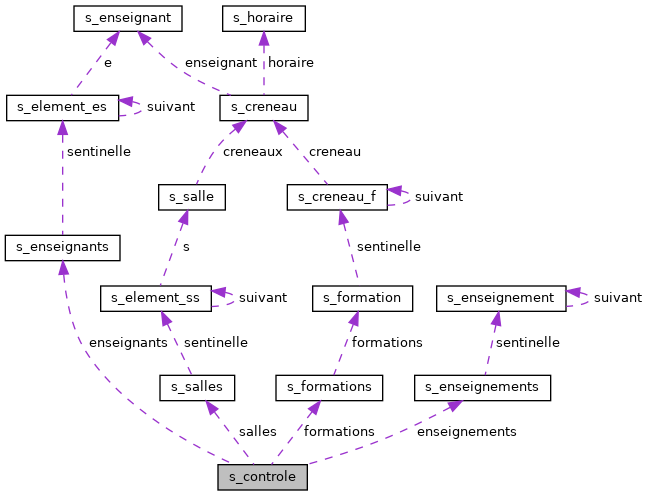 s_enseignant
s_horaire
e
enseignant
horaire
s_element_es
suivant
s_creneau
sentinelle
creneaux
creneau
s_salle
s_creneau_f
suivant
s_enseignants
s
sentinelle
s_element_ss
suivant
s_formation
s_enseignement
suivant
enseignants
sentinelle
formations
sentinelle
s_salles
s_formations
s_enseignements
salles
formations
enseignements
s_controle